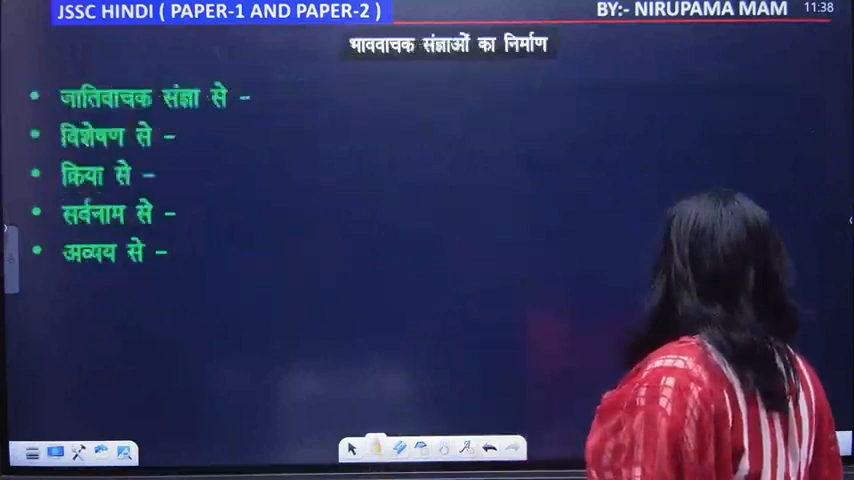 JSSC HINDI ( PAPER-1 AND PAPER-2 )
BY:- NIRUPAMA MAM
11:38
भाववाचक संज्ञाओं का निर्माण
• जातिवाचक संज्ञा से -
• विशेषण से -
• क्रिया से -
• सर्वनाम से -
• अव्यय से -